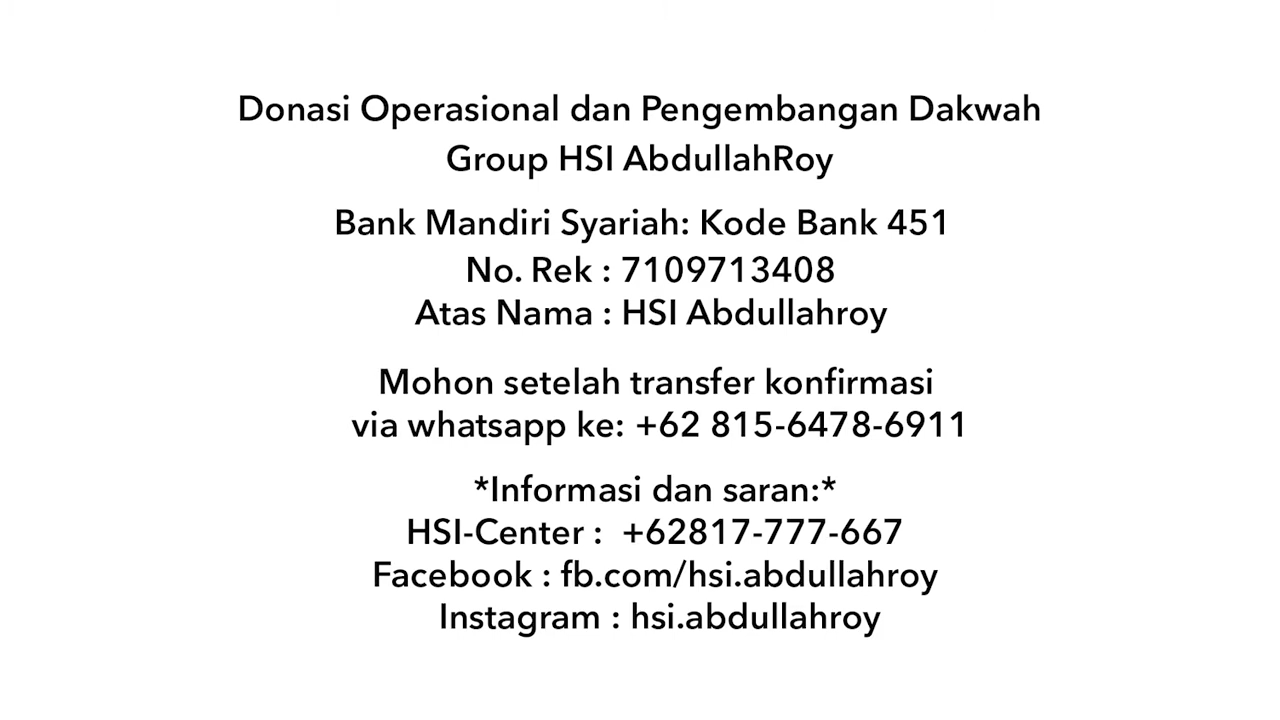 Donasi Operasional dan Pengembangan Dakwah
Group HSI AbdullahRoy
Bank Mandiri Syariah: Kode Bank 451
No. Rek : 7109713408
Atas Nama : HSI Abdullahroy
Mohon setelah transfer konfirmasi
via whatsapp ke: +62 815-6478-6911
*Informasi dan saran:*
HSI-Center :  +62817-777-667
Facebook : fb.com/hsi.abdullahroy
Instagram : hsi.abdullahroy